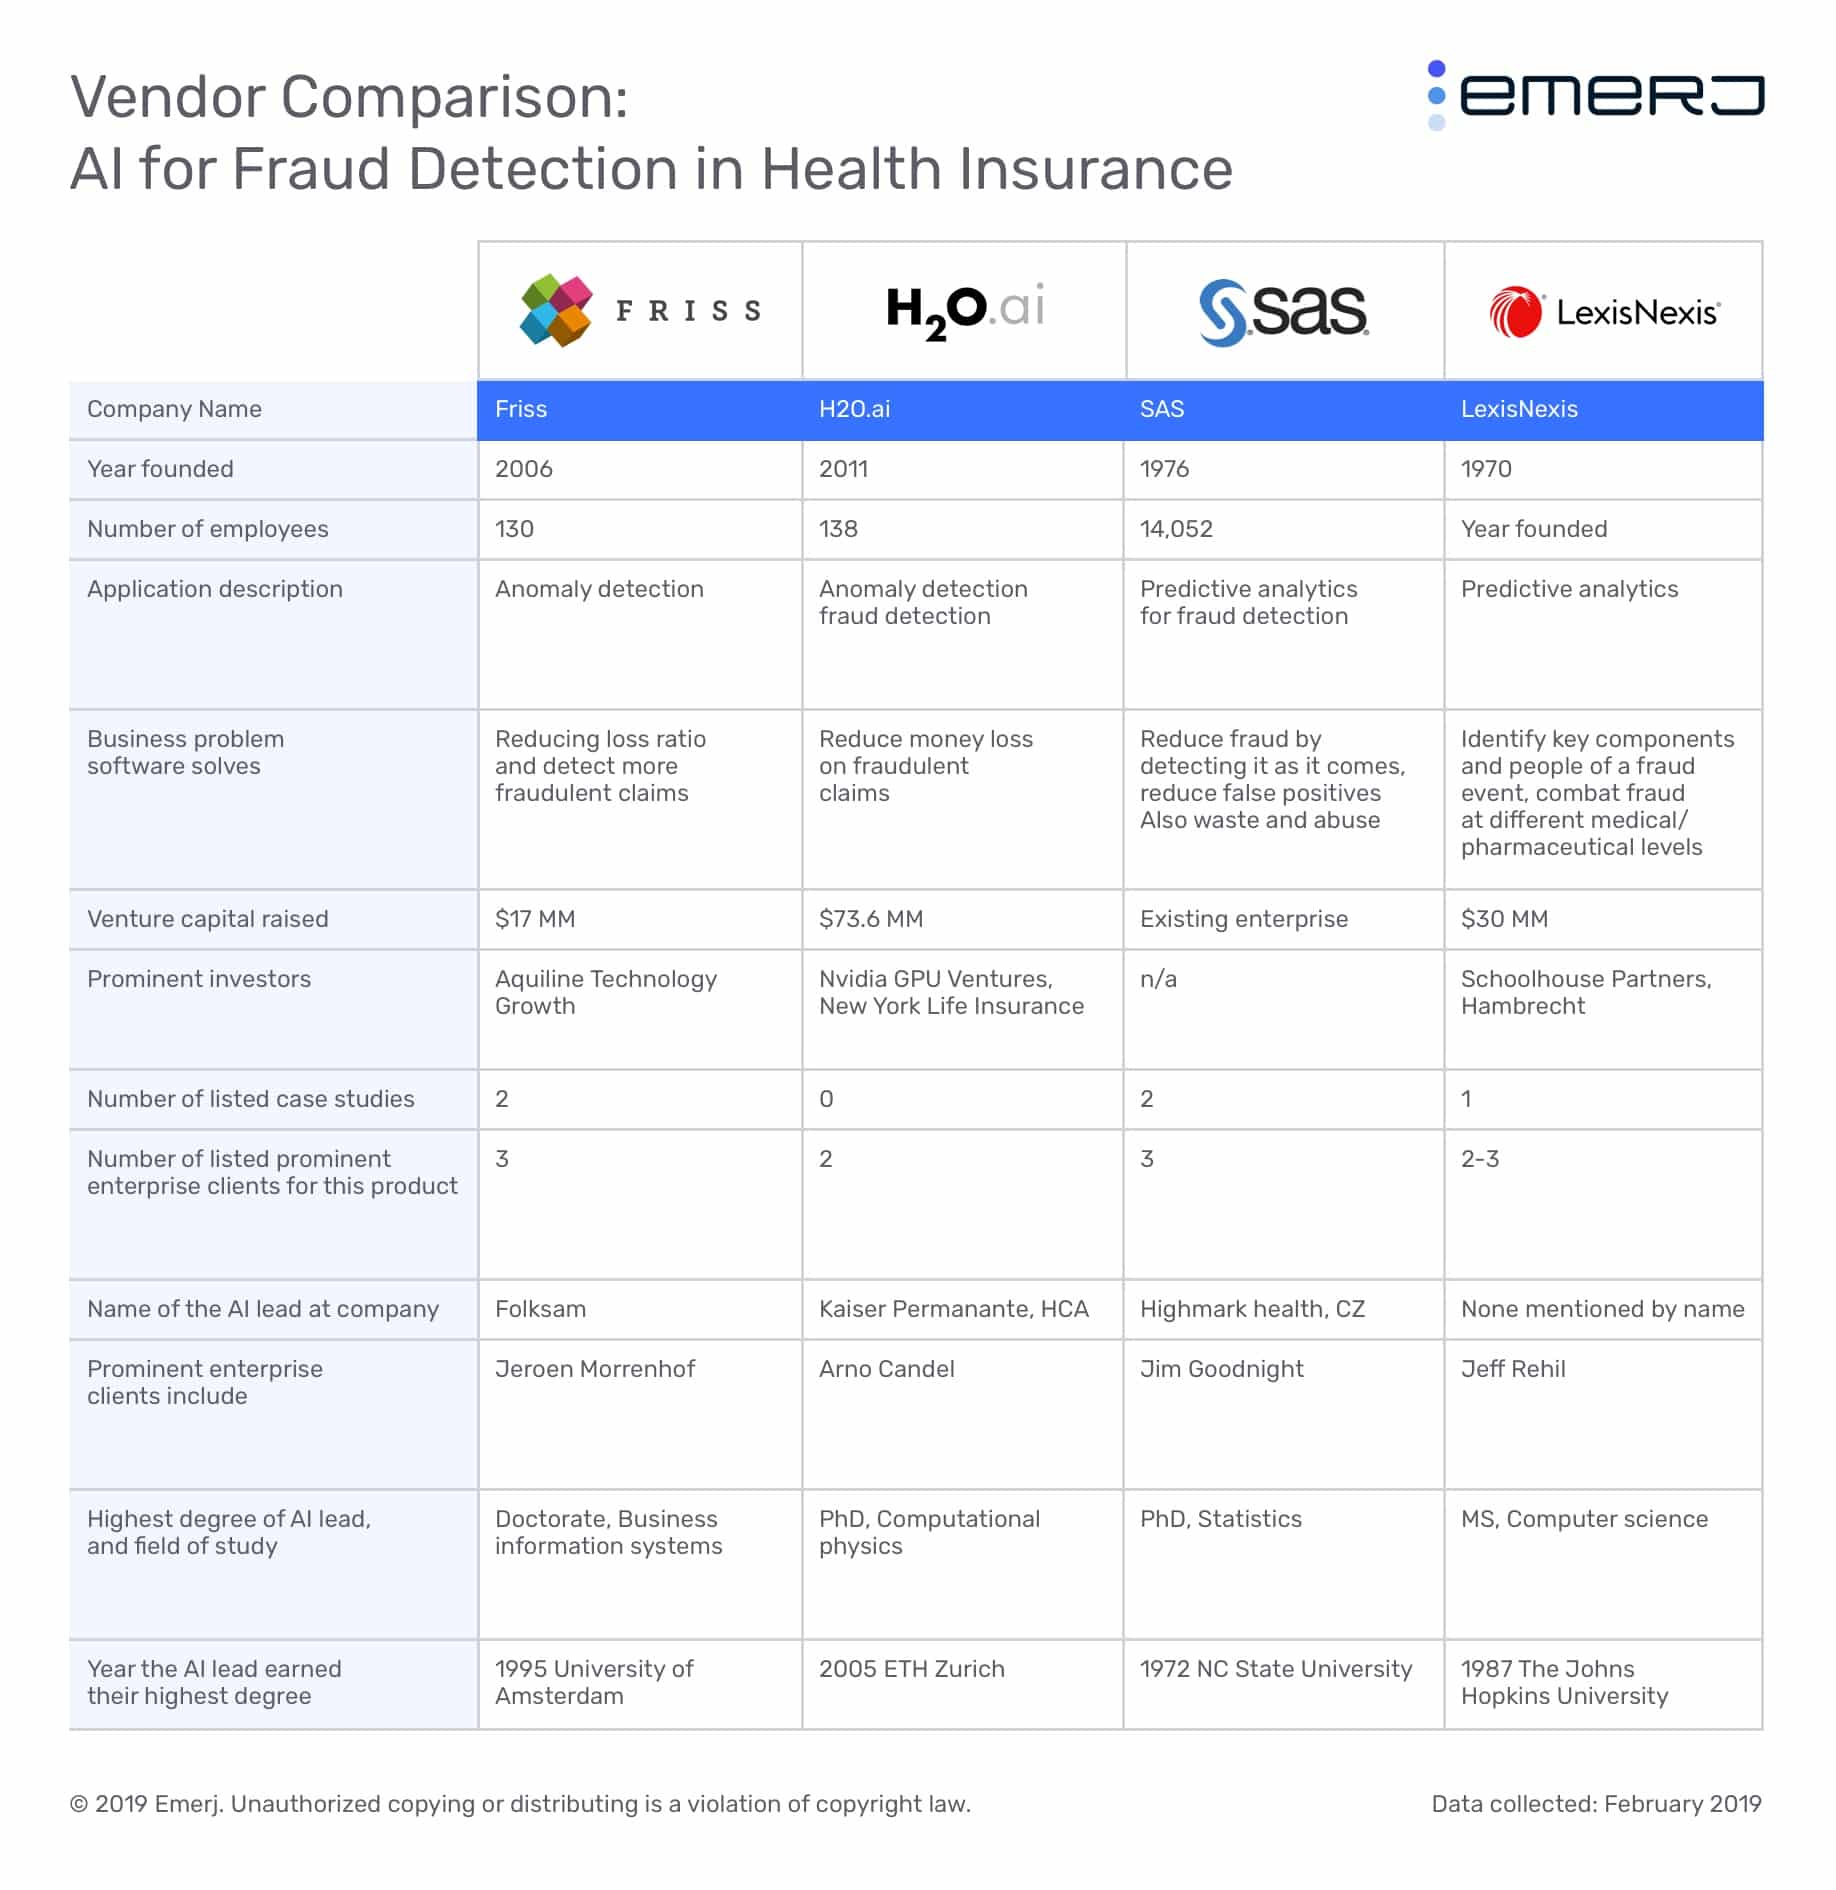 Vendor Comparison:
AI for Fraud Detection in Health Insurance
emerj
FRISS
H2O.ai
sas
LexisNexis
Company Name Friss H2O.ai SAS LexisNexis
Year founded 2006 2011 1976 1970
Number of employees 130 138 14,052 Year founded
Application description
Anomaly detection
Anomaly detection
fraud detection
Predictive analytics
for fraud detection
Predictive analytics
Business problem
software solves
Reducing loss ratio
and detect more
fraudulent claims
Reduce money loss
on fraudulent
claims
Reduce fraud by
detecting it as it comes,
reduce false positives
Also waste and abuse
Identify key components
and people of a fraud
event, combat fraud
at different medical/
pharmaceutical levels
Venture capital raised $17 MM $73.6 MM Existing enterprise $30 MM
Prominent investors
Aquiline Technology
Growth
Nvidia GPU Ventures,
New York Life Insurance
n/a
Schoolhouse Partners,
Hambrecht
Number of listed case studies 2 0 2 1
Number of listed prominent
enterprise clients for this product
3
2
3
2-3
Name of the AI lead at company Folksam Kaiser Permanante, HCA Highmark health, CZ None mentioned by name
Prominent enterprise
clients include
Jeroen Morrenhof
Arno Candel
Jim Goodnight
Jeff Rehil
Highest degree of AI lead,
and field of study
Doctorate, Business
information systems
PhD, Computational
physics
PhD, Statistics
MS, Computer science
Year the AI lead earned
their highest degree
1995 University of
Amsterdam
2005 ETH Zurich
1972 NC State University
1987 The Johns
Hopkins University
© 2019 Emerj. Unauthorized copying or distributing is a violation of copyright law.
Data collected: February 2019